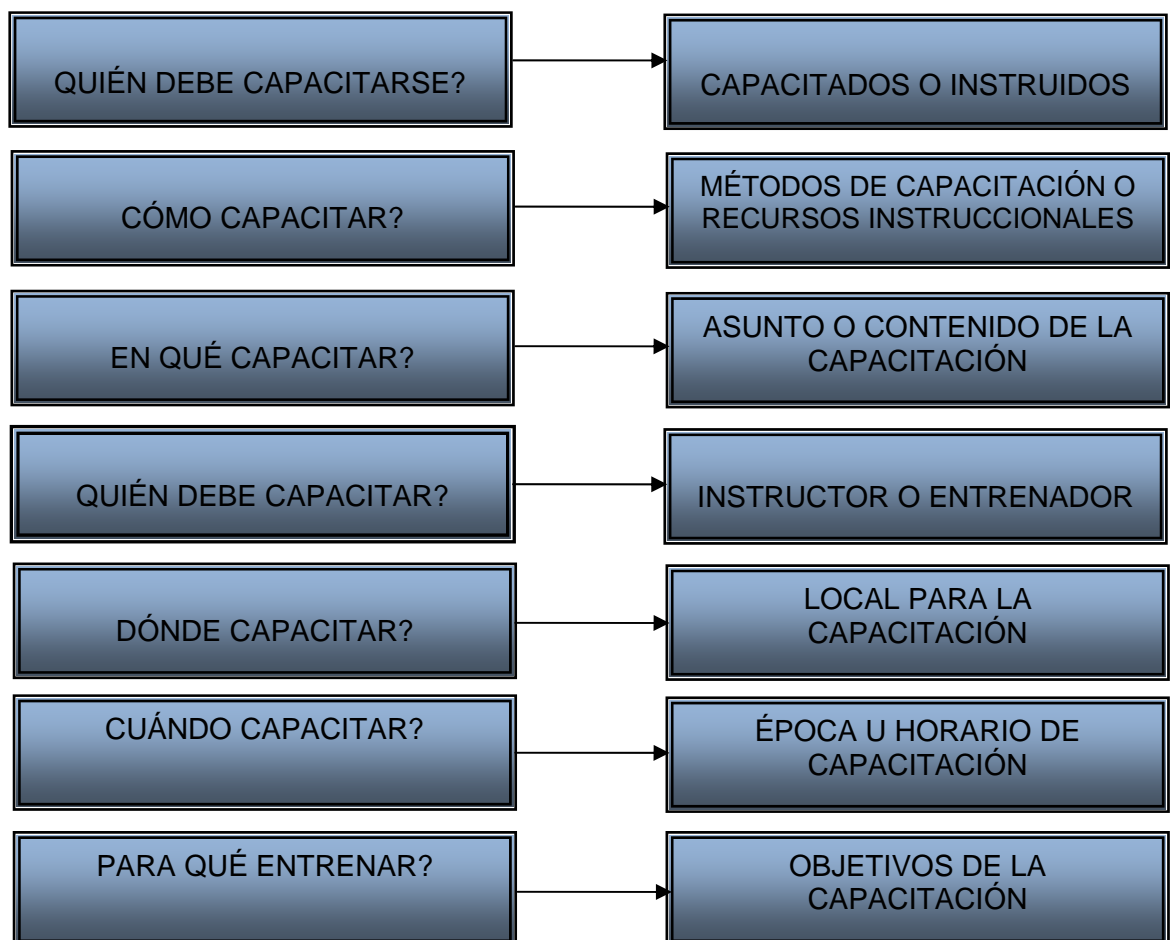 QUIÉN DEBE CAPACITARSE?
CAPACITADOS O INSTRUIDOS
CÓMO CAPACITAR?
MÉTODOS DE CAPACITACIÓN O
RECURSOS INSTRUCCIONALES
EN QUÉ CAPACITAR?
ASUNTO O CONTENIDO DE LA
CAPACITACIÓN
QUIÉN DEBE CAPACITAR?
INSTRUCTOR O ENTRENADOR
DÓNDE CAPACITAR?
LOCAL PARA LA
CAPACITACIÓN
CUÁNDO CAPACITAR?
ÉPOCA U HORARIO DE
CAPACITACIÓN
PARA QUÉ ENTRENAR?
OBJETIVOS DE LA
CAPACITACIÓN